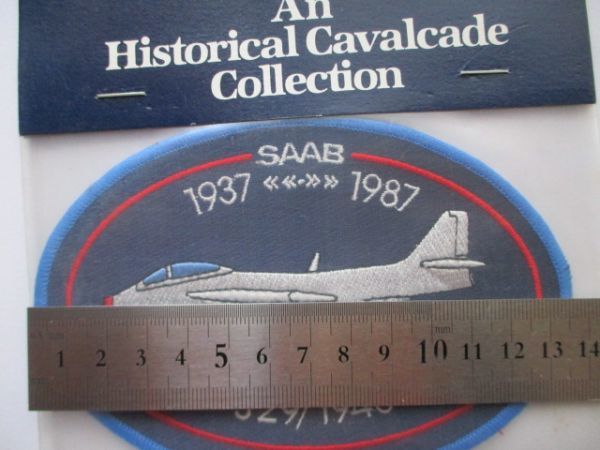 An
Historical Cavalcade
Collection
SAAB
1937 ««•»» 1987
mm
1 2 3 4 5 6 7 8 9 10 11 12 13 14